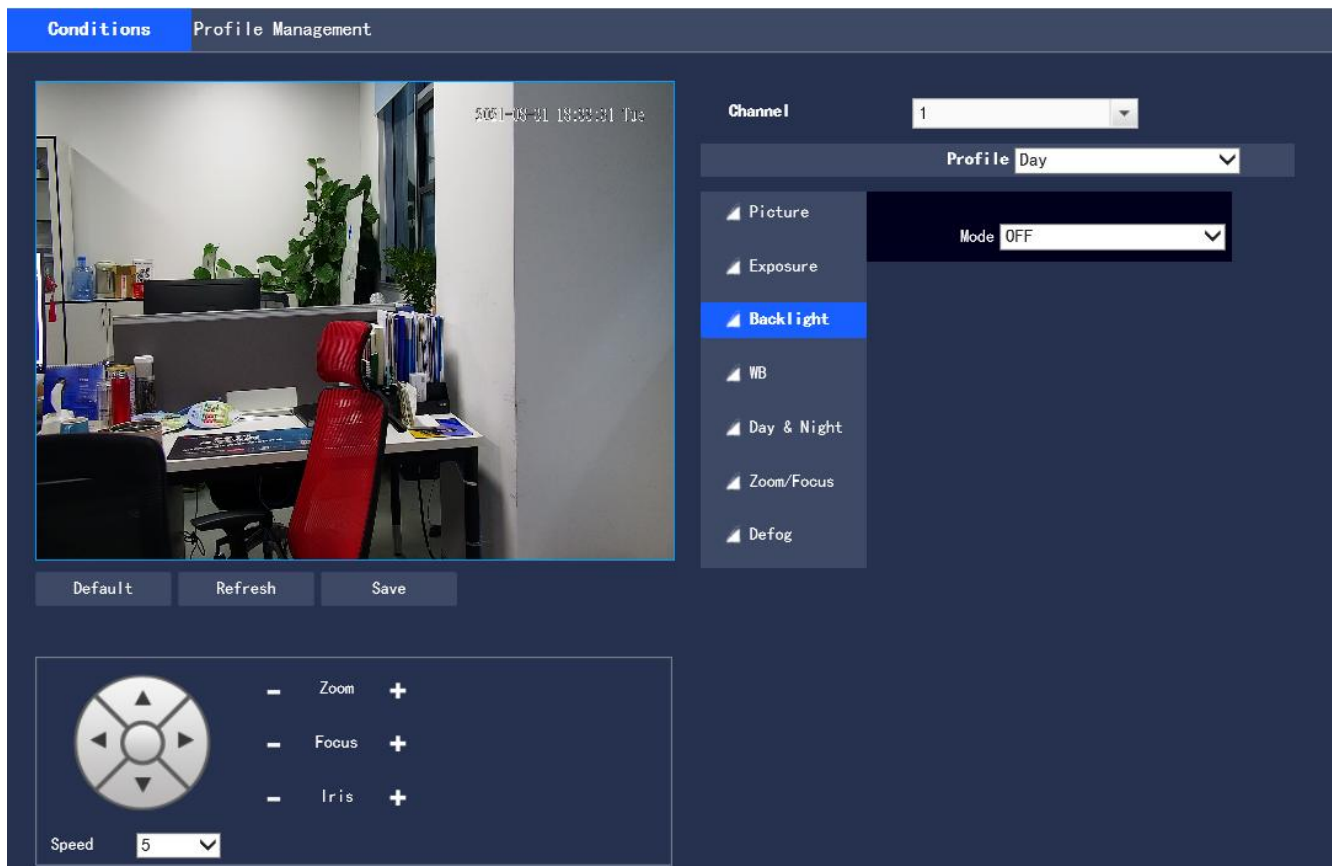 Conditions
Profile Management
Channel
1
Profile Day
Picture
Mode OFF
Exposure
Backlight
WB
Day & Night
Zoom/Focus
Defog
Default
Refresh
Save
- Zoom +
- Focus +
- Iris +
Speed 5